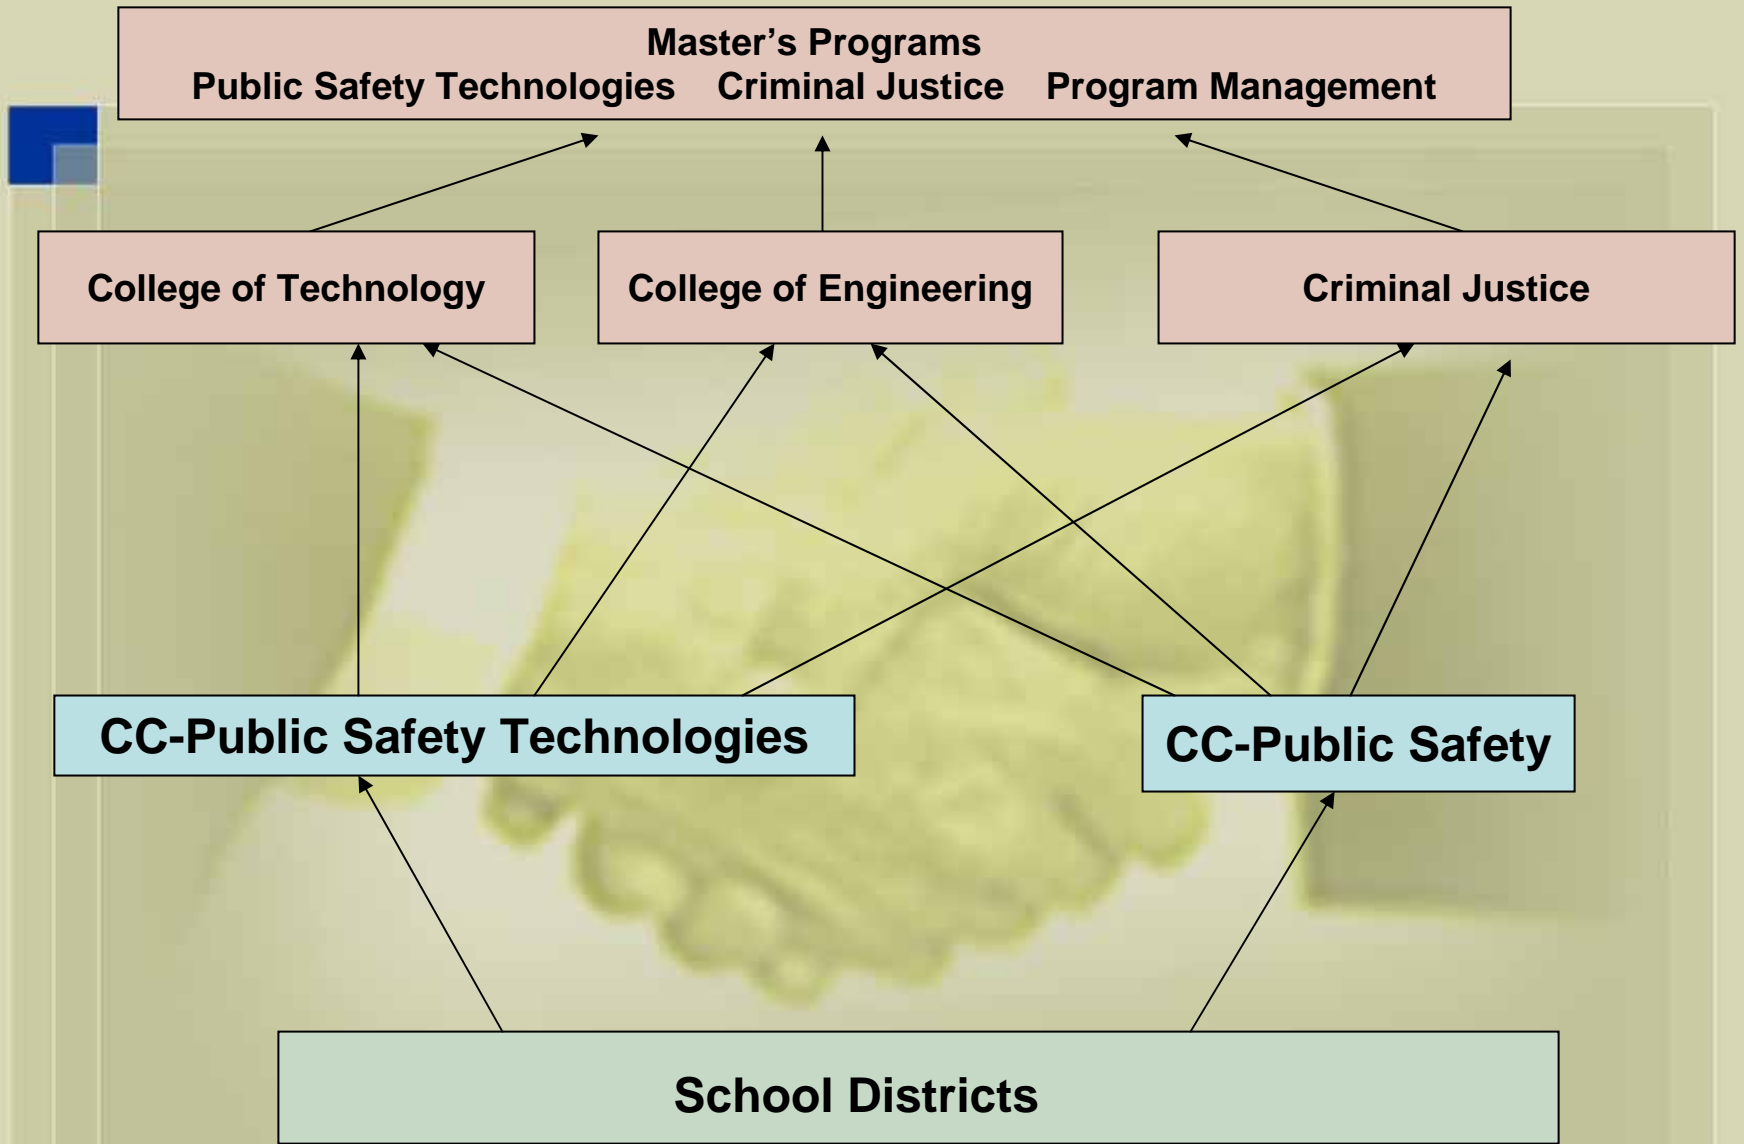 Master’s Programs
Public Safety Technologies Criminal Justice Program Management
College of Technology
College of Engineering
Criminal Justice
CC-Public Safety Technologies
CC-Public Safety
School Districts